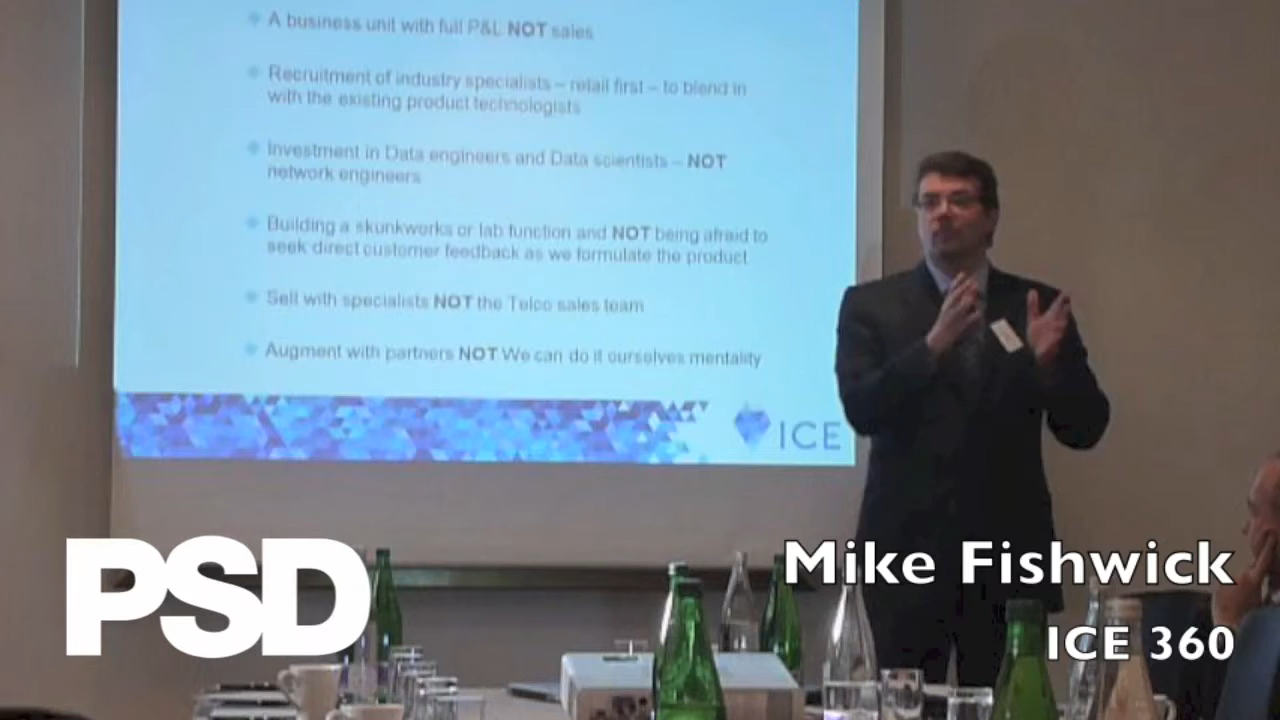 A business unit with full P&L NOT sales
Recruitment of industry specialists – retail first – to blend in
with the existing product technologists
Investment in Data engineers and Data scientists – NOT
network engineers
Building a skunkworks or lab function and NOT being afraid to
seek direct customer feedback as we formulate the product
Sell with specialists NOT the Telco sales team
Augment with partners NOT We can do it ourselves mentality
ICE
PSD
Mike Fishwick
ICE 360